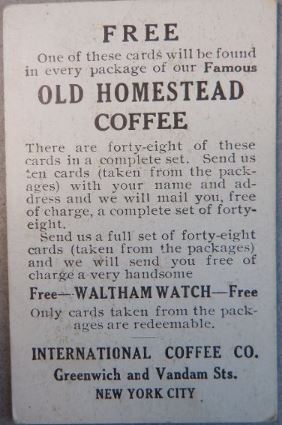 FREE
One of these cards will be found
in every package of our Famous
OLD HOMESTEAD
COFFEE
There are forty-eight of these
cards in a complete set. Send us
ten cards (taken from the pack-
ages) with your name and ad-
dress and we will mail you, free
of charge, a complete set of forty-
eight.
Send us a full set of forty-eight
cards (taken from the packages)
and we will send you free of
charge a very handsome
Free—WALTHAM WATCH—Free
Only cards taken from the pack-
ages are redeemable.
INTERNATIONAL COFFEE CO.
Greenwich and Vandam Sts.
NEW YORK CITY